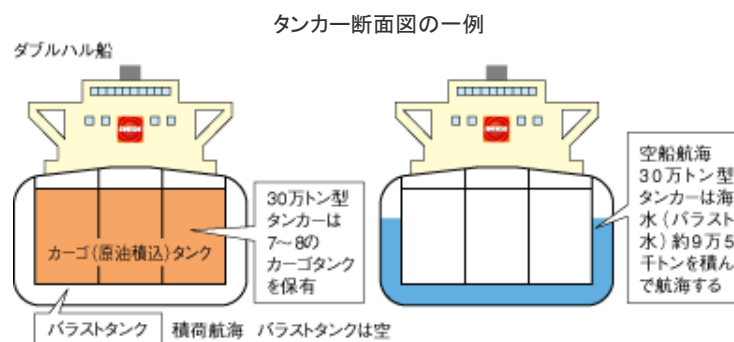 タンカー断面図の一例
ダブルハル船
カーゴ(原油積込)タンク
30万トン型
タンカーは
7〜8の
カーゴタンク
を保有
バラストタンク
積荷航海 バラストタンクは空
空船航海
30万トン型
タンカーは海
水(バラスト
水)約9万5
千トンを積ん
で航海する